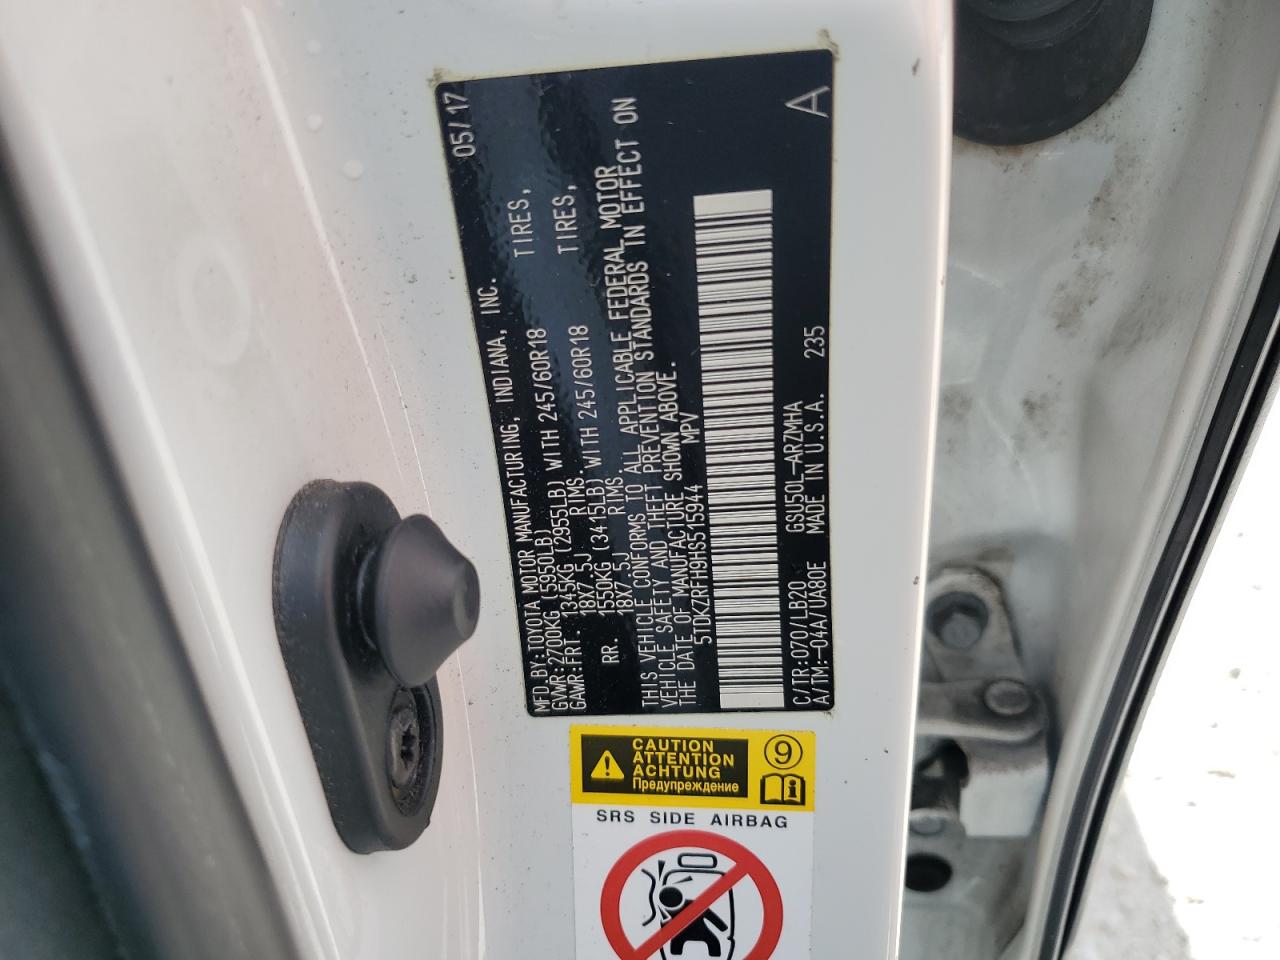 05/17
MFD BY:TOYOTA MOTOR MANUFACTURING, INDIANA, INC.
GVWR:2700KG (5950LB)
GAWR:FRT. 1345KG (2955LB) WITH 245/60R18 TIRES,
18X7.5J RIMS.
RR. 1550KG (3415LB) WITH 245/60R18 TIRES,
18X7.5J RIMS.
THIS VEHICLE CONFORMS TO ALL APPLICABLE FEDERAL MOTOR
VEHICLE SAFETY AND THEFT PREVENTION STANDARDS IN EFFECT ON
THE DATE OF MANUFACTURE SHOWN ABOVE.
5TDKZRFH9HS515944 MPV
C/TR:070/LB20 GSU50L-ARZMHA
A/TM:-04A/UA80E MADE IN U.S.A. 235
A
CAUTION
ATTENTION
ACHTUNG
Предупреждение
9
SRS SIDE AIRBAG